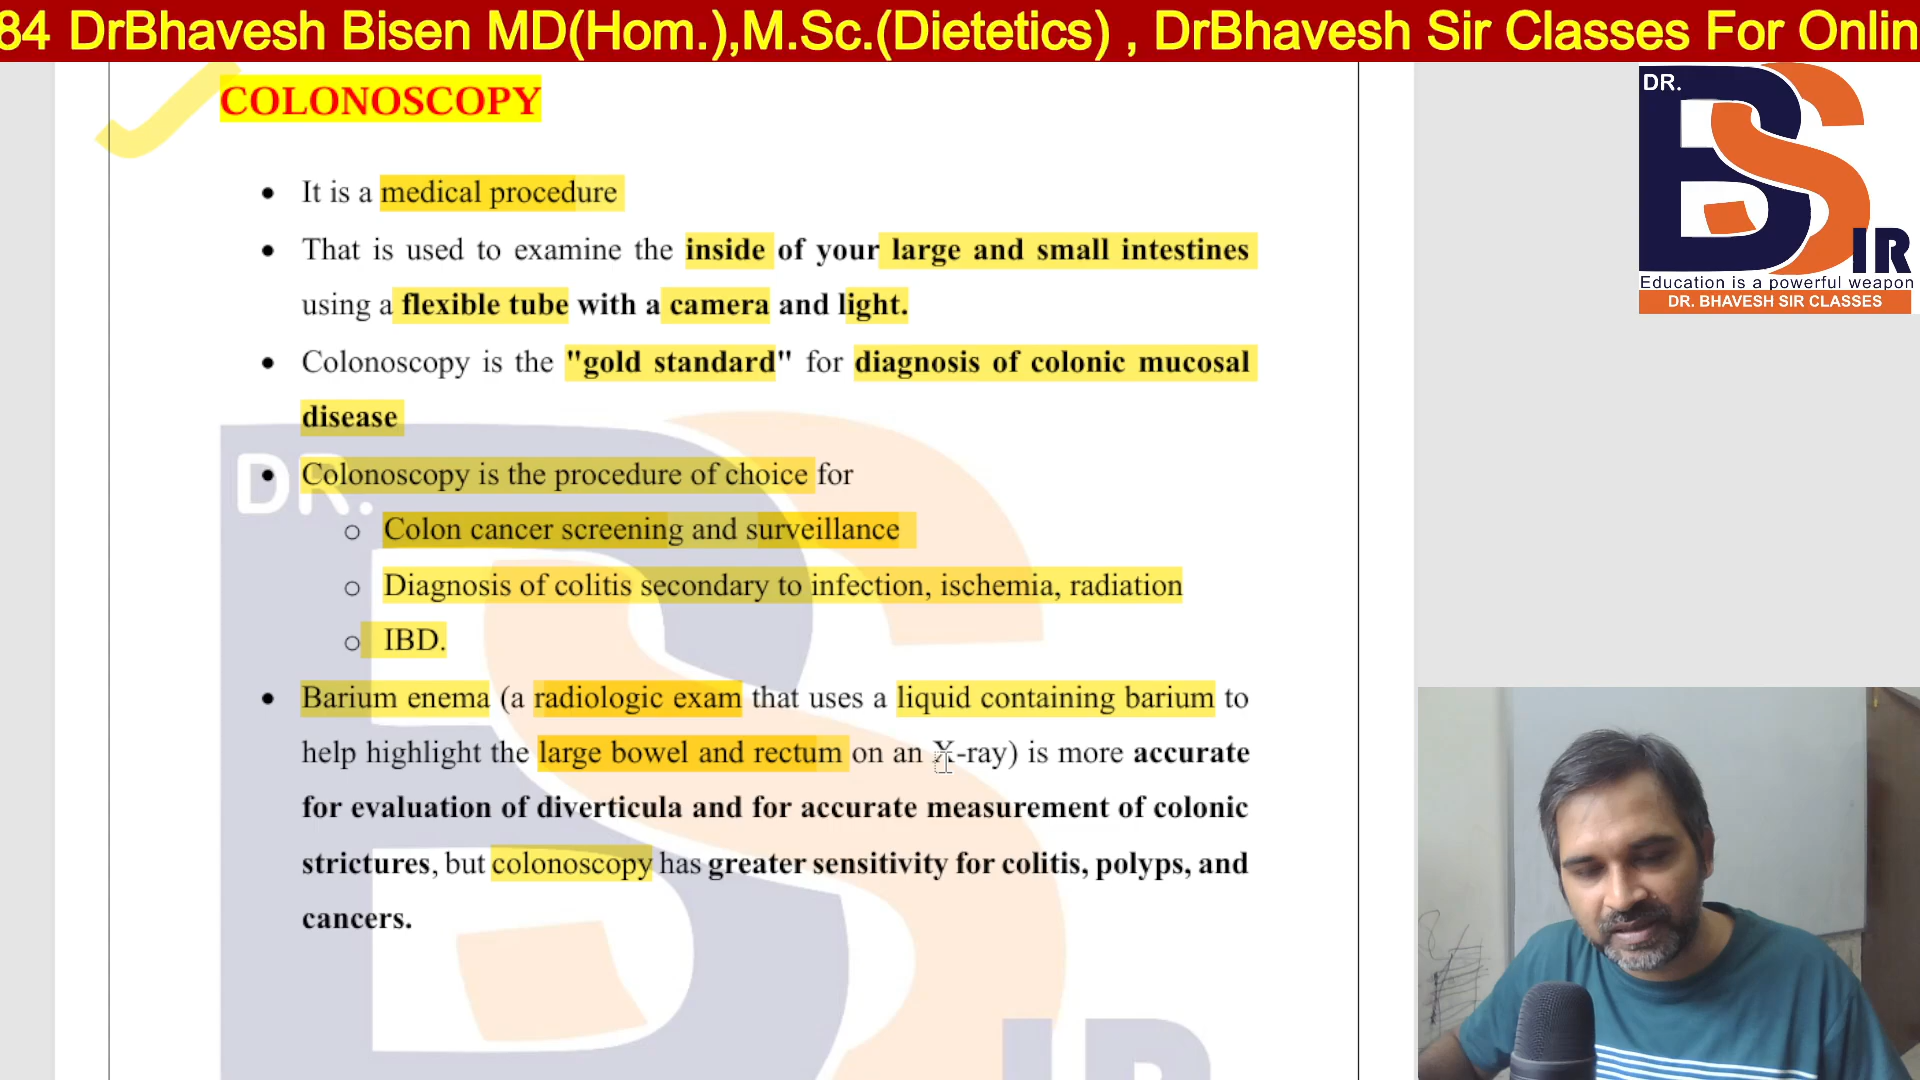 84 DrBhavesh Bisen MD(Hom.),M.Sc.(Dietetics) , DrBhavesh Sir Classes For Onlin
COLONOSCOPY
• It is a medical procedure
• That is used to examine the inside of your large and small intestines
using a flexible tube with a camera and light.
• Colonoscopy is the "gold standard" for diagnosis of colonic mucosal
disease
• Colonoscopy is the procedure of choice for
o Colon cancer screening and surveillance
o Diagnosis of colitis secondary to infection, ischemia, radiation
o IBD.
• Barium enema (a radiologic exam that uses a liquid containing barium to
help highlight the large bowel and rectum on an X-ray) is more accurate
for evaluation of diverticula and for accurate measurement of colonic
strictures, but colonoscopy has greater sensitivity for colitis, polyps, and
cancers.
DR.
IR
DR.
BS
IR
Education is a powerful weapon
DR. BHAVESH SIR CLASSES